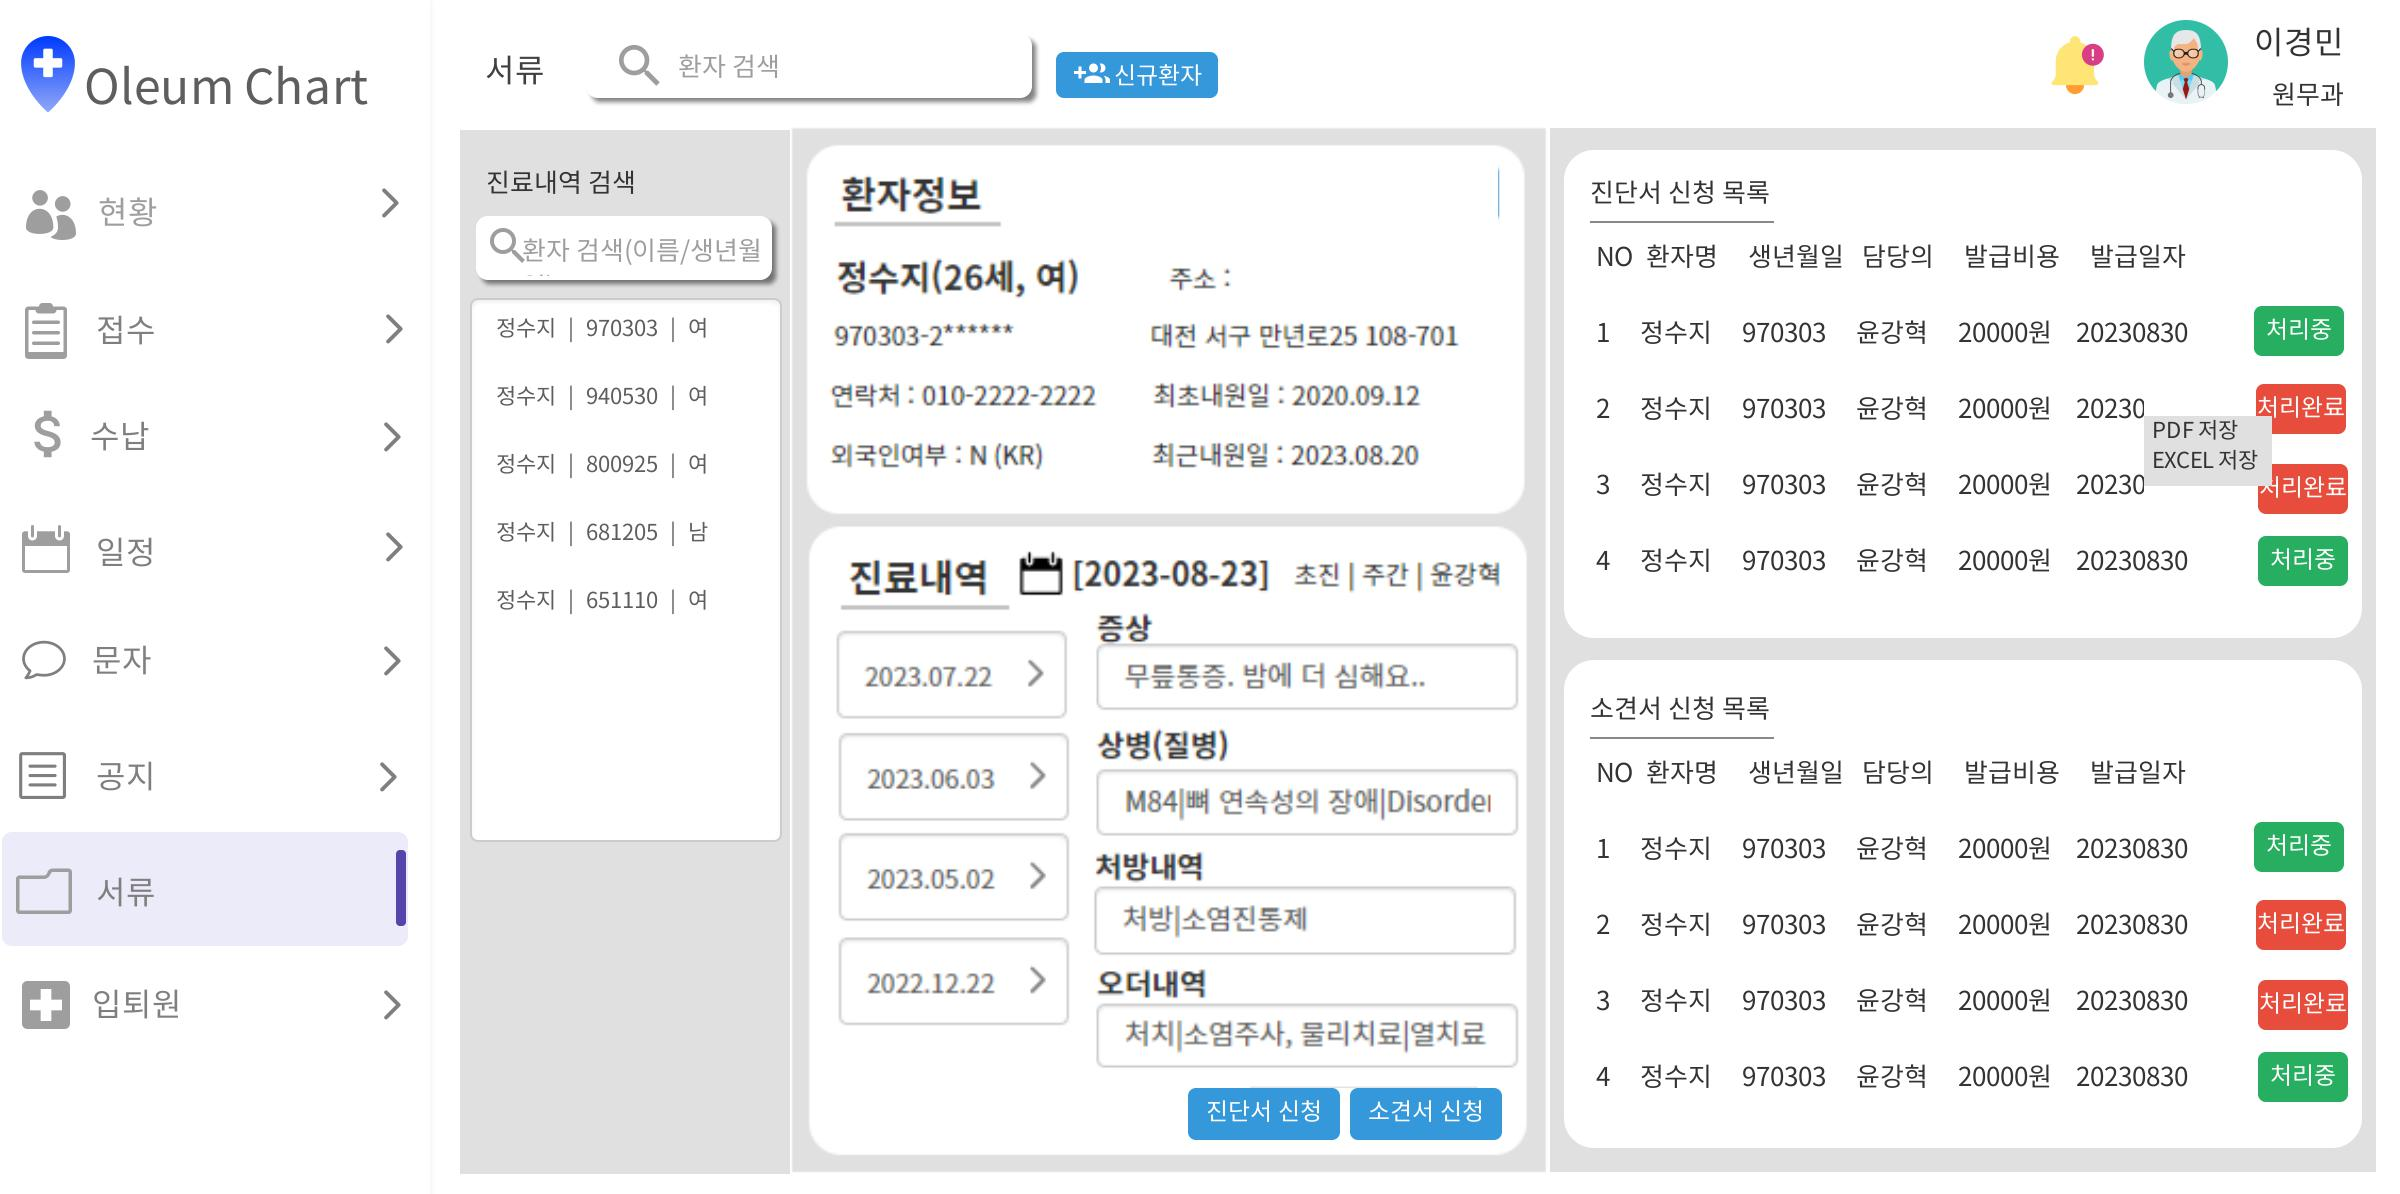 Oleum Chart
현황
접수
수납
일정
문자
공지
서류
입퇴원
서류
환자 검색
신규환자
이경민
원무과
진료내역 검색
환자 검색(이름/생년월
정수지 | 970303 | 여
정수지 | 940530 | 여
정수지 | 800925 | 여
정수지 | 681205 | 남
정수지 | 651110 | 여
환자정보
정수지(26세, 여)
주소 :
970303-2******
대전 서구 만년로25 108-701
연락처 : 010-2222-2222
최초내원일 : 2020.09.12
외국인여부 : N (KR)
최근내원일 : 2023.08.20
진료내역
[2023-08-23] 초진 | 주간 | 윤강혁
2023.07.22
2023.06.03
2023.05.02
2022.12.22
증상
무릎통증. 밤에 더 심해요..
상병(질병)
M84|뼈 연속성의 장애|Disorder
처방내역
처방|소염진통제
오더내역
처치|소염주사, 물리치료|열치료
진단서 신청
소견서 신청
진단서 신청 목록
NO 환자명 생년월일 담당의 발급비용 발급일자
1 정수지 970303 윤강혁 20000원 20230830 처리중
2 정수지 970303 윤강혁 20000원 20230 처리완료
PDF 저장
EXCEL 저장
3 정수지 970303 윤강혁 20000원 20230 처리완료
4 정수지 970303 윤강혁 20000원 20230830 처리중
소견서 신청 목록
NO 환자명 생년월일 담당의 발급비용 발급일자
1 정수지 970303 윤강혁 20000원 20230830 처리중
2 정수지 970303 윤강혁 20000원 20230830 처리완료
3 정수지 970303 윤강혁 20000원 20230830 처리완료
4 정수지 970303 윤강혁 20000원 20230830 처리중